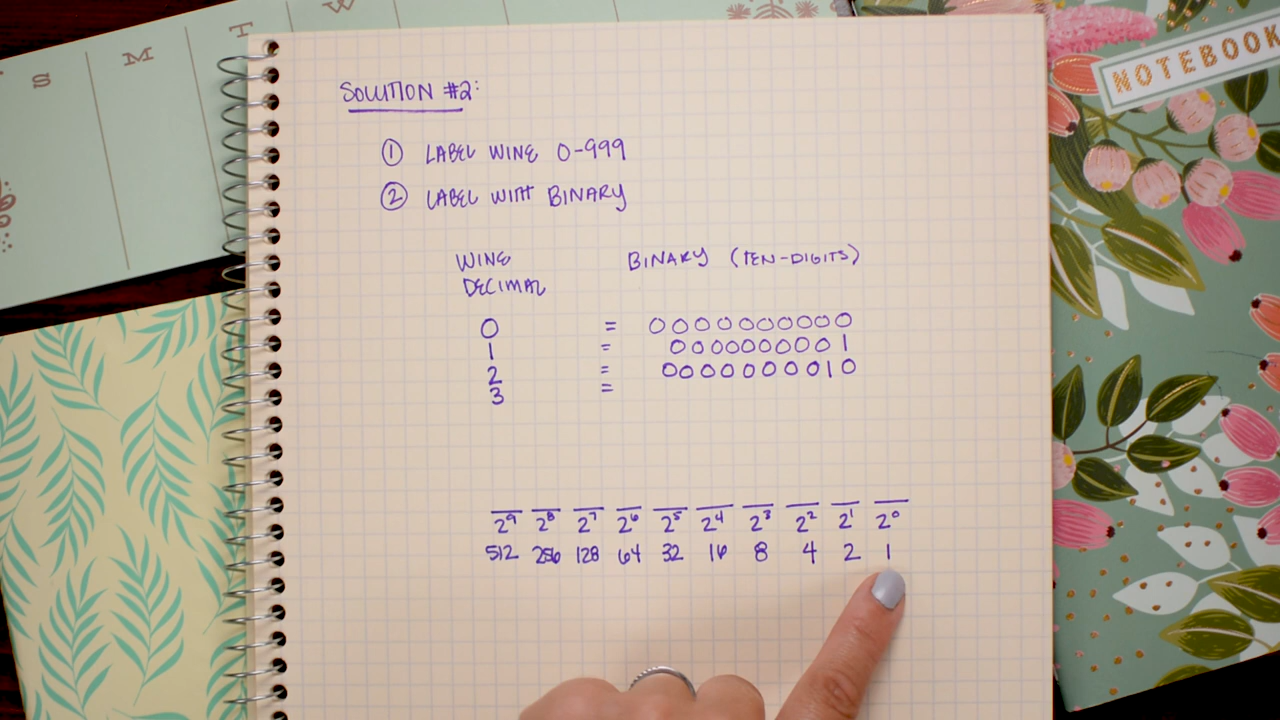 S M T W
NOTEBOOK
SOLUTION #2:
① LABEL WINE 0-999
② LABEL WITH BINARY
WINE DECIMAL
BINARY (TEN-DIGITS)
0 = 0000000000
1 = 0000000001
2 = 0000000010
3 =
2⁹ 2⁸ 2⁷ 2⁶ 2⁵ 2⁴ 2³ 2² 2¹ 2⁰
512 256 128 64 32 16 8 4 2 1